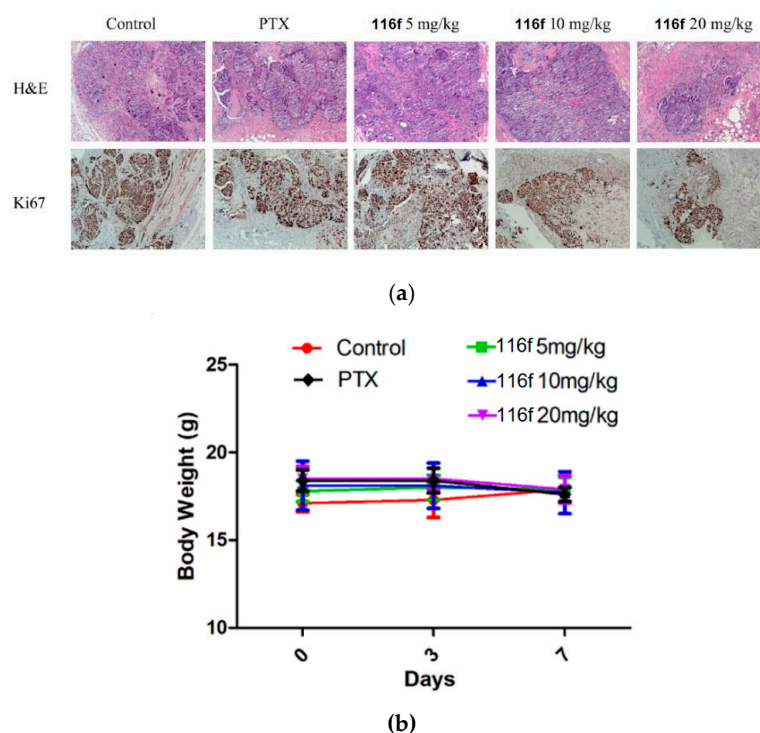 Control PTX 116f 5 mg/kg 116f 10 mg/kg 116f 20 mg/kg
H&E
Ki67
(a)
Control 116f 5mg/kg
PTX 116f 10mg/kg
116f 20mg/kg
25
20
15
10
Body Weight (g)
0 3 7
Days
(b)